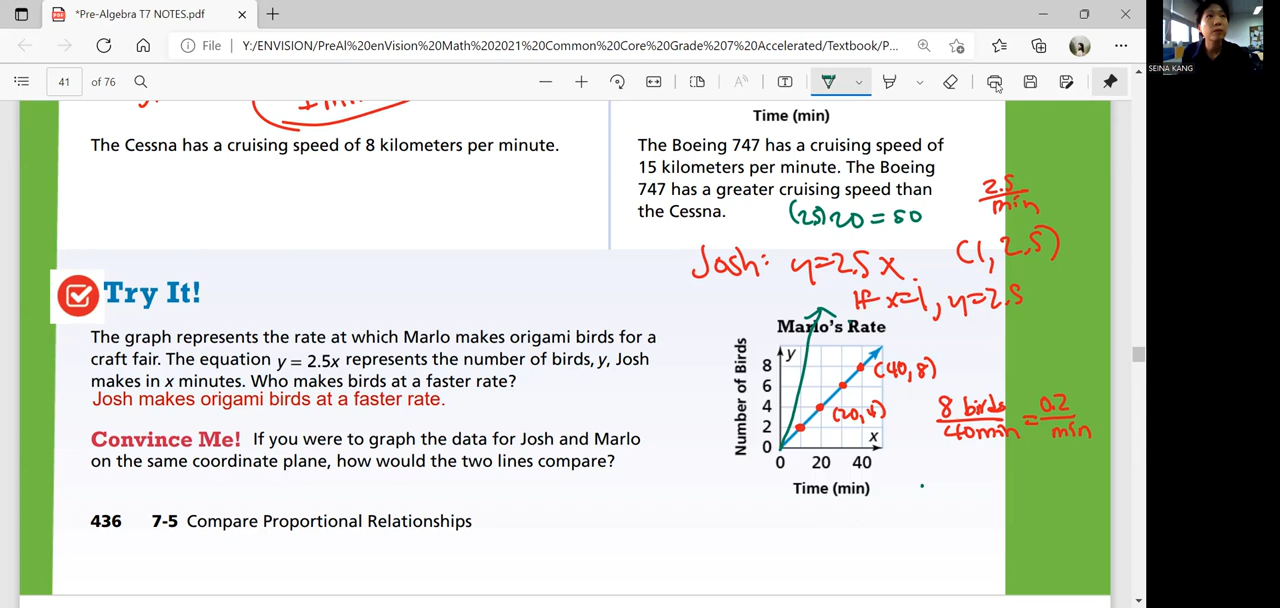 *Pre-Algebra T7 NOTES.pdf
File
Y:/ENVISION/PreAl%20enVision%20Math%202021%20Common%20Core%20Grade%207%20Accelerated/Textbook/P...
41
of 76
SEINA KANG
1 min
Time (min)
The Cessna has a cruising speed of 8 kilometers per minute.
The Boeing 747 has a cruising speed of
15 kilometers per minute. The Boeing
747 has a greater cruising speed than
the Cessna.
(2.5)20 = 50
2.5
min
(1, 2.5)
Josh: y=2.5x
If x=1, y=2.5
Try It!
The graph represents the rate at which Marlo makes origami birds for a
craft fair. The equation y = 2.5x represents the number of birds, y, Josh
makes in x minutes. Who makes birds at a faster rate?
Josh makes origami birds at a faster rate.
Convince Me! If you were to graph the data for Josh and Marlo
on the same coordinate plane, how would the two lines compare?
Marlo's Rate
Number of Birds
y
8
6
4
2
0
x
0 20 40
Time (min)
(40,8)
(20,4)
8 birds
40min
=
0.2
min
436 7-5 Compare Proportional Relationships